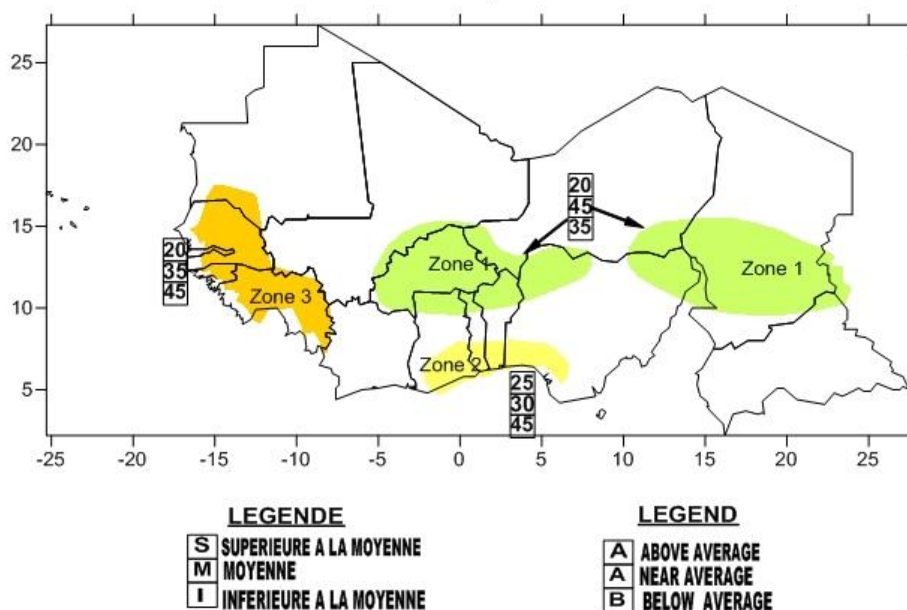 25
20
15
10
5
20
45
35
20
35
45
Zone 1
Zone 1
Zone 3
Zone 2
25
30
45
-25 -20 -15 -10 -5 0 5 10 15 20 25
LEGENDE
S SUPERIEURE A LA MOYENNE
M MOYENNE
I INFERIEURE A LA MOYENNE
LEGEND
A ABOVE AVERAGE
A NEAR AVERAGE
B BELOW AVERAGE